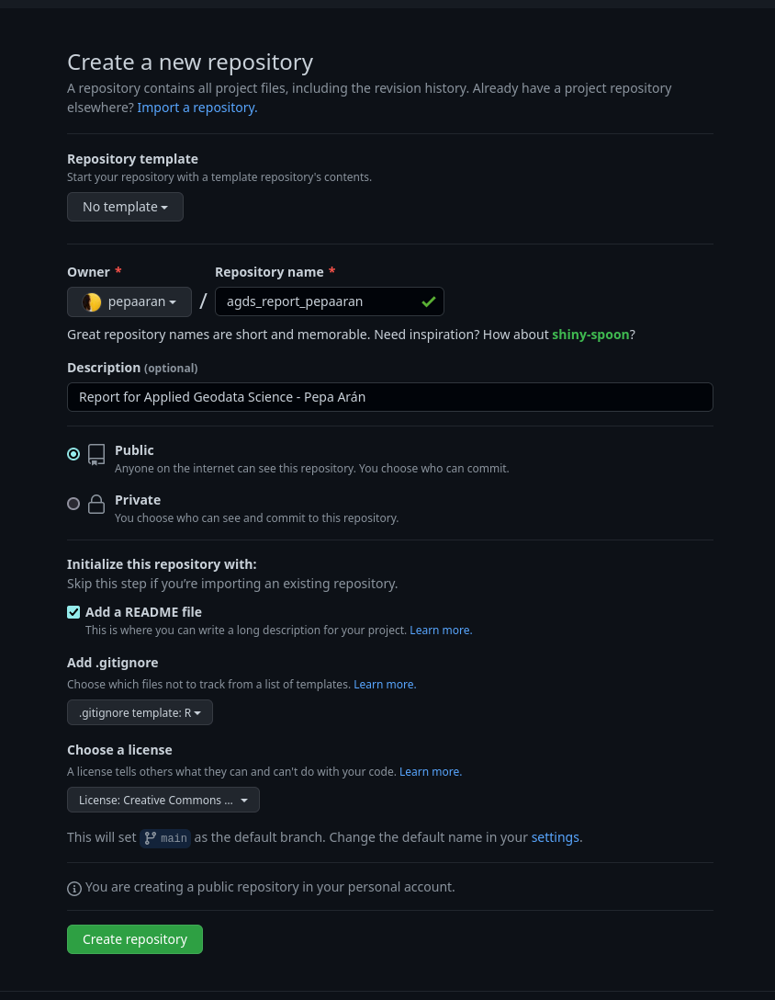 Create a new repository
A repository contains all project files, including the revision history. Already have a project repository
elsewhere? Import a repository.
Repository template
Start your repository with a template repository's contents.
No template
Owner * Repository name *
pepaaran / agds_report_pepaaran
Great repository names are short and memorable. Need inspiration? How about shiny-spoon?
Description (optional)
Report for Applied Geodata Science - Pepa Arán
Public
Anyone on the internet can see this repository. You choose who can commit.
Private
You choose who can see and commit to this repository.
Initialize this repository with:
Skip this step if you’re importing an existing repository.
Add a README file
This is where you can write a long description for your project. Learn more.
Add .gitignore
Choose which files not to track from a list of templates. Learn more.
.gitignore template: R
Choose a license
A license tells others what they can and can't do with your code. Learn more.
License: Creative Commons ...
This will set main as the default branch. Change the default name in your settings.
You are creating a public repository in your personal account.
Create repository